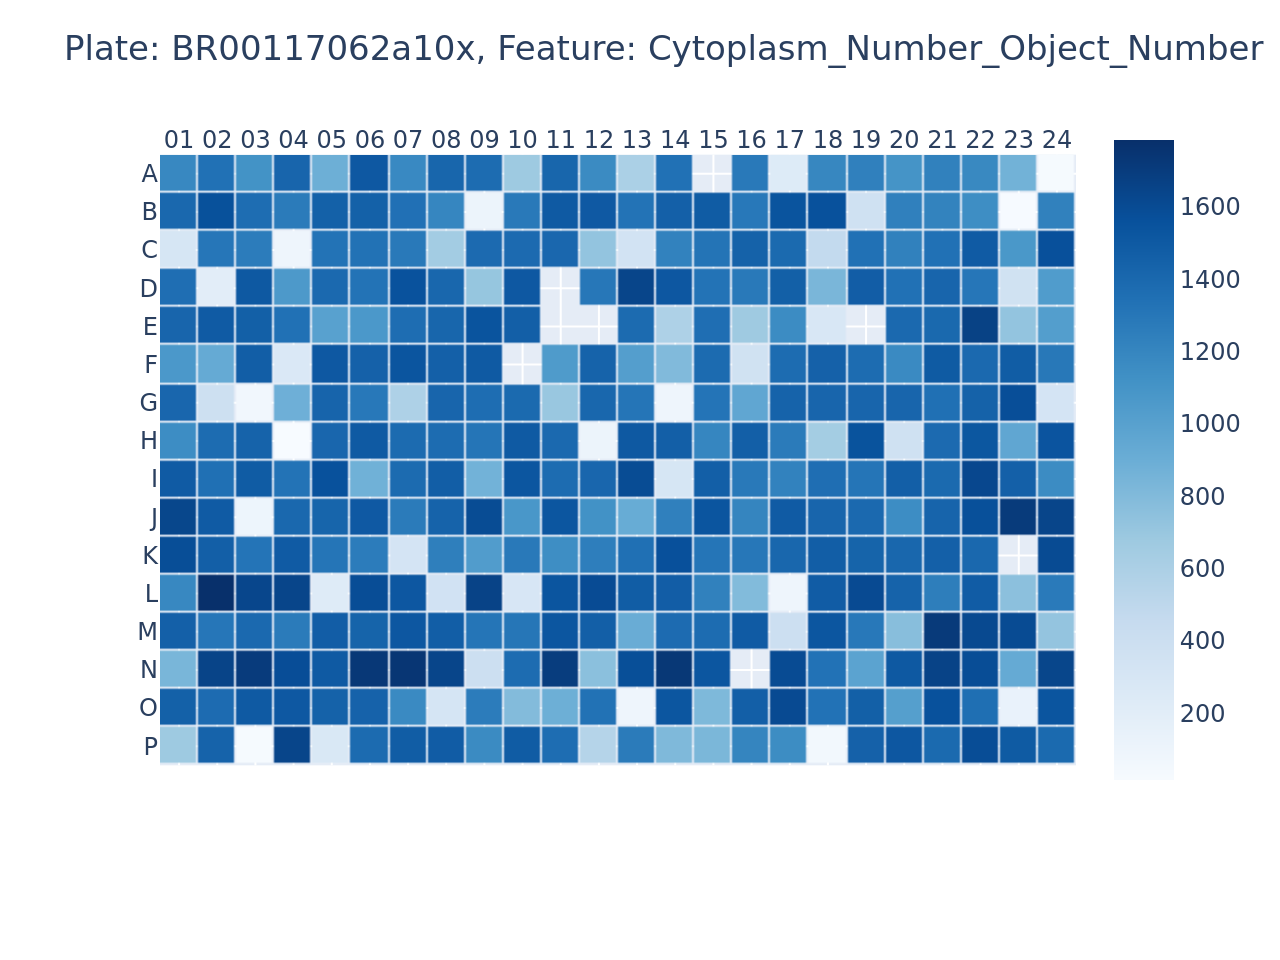 Plate: BR00117062a10x, Feature: Cytoplasm_Number_Object_Number
01 02 03 04 05 06 07 08 09 10 11 12 13 14 15 16 17 18 19 20 21 22 23 24
A
B
C
D
E
F
G
H
I
J
K
L
M
N
O
P
1600
1400
1200
1000
800
600
400
200